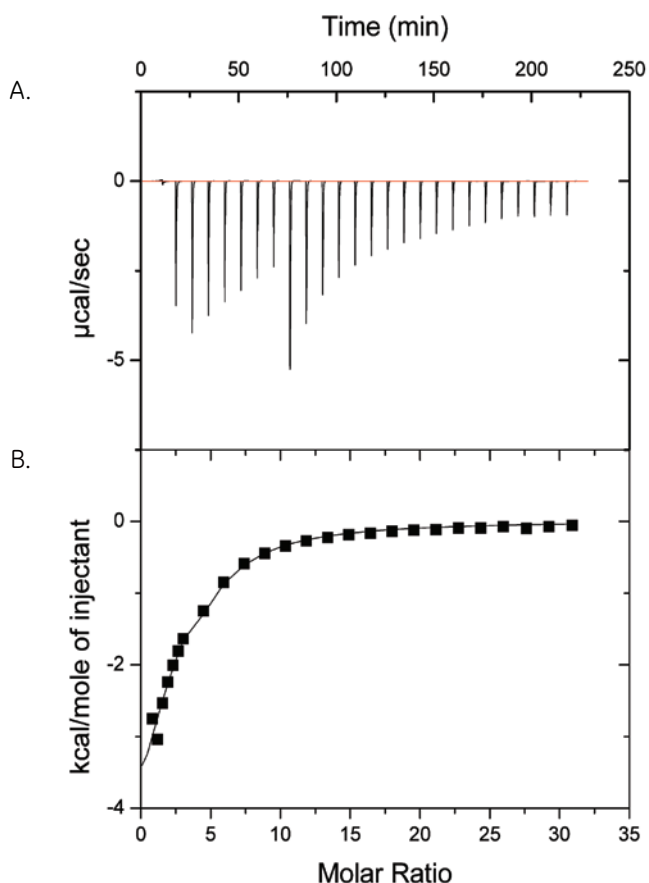 Time (min)
0 50 100 150 200 250
A.
0
-5
µcal/sec
B.
0
-2
-4
kcal/mole of injectant
0 5 10 15 20 25 30 35
Molar Ratio